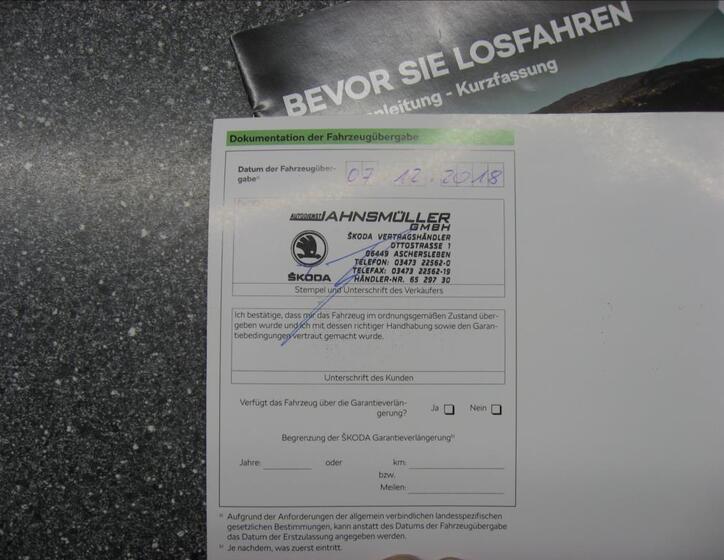 BEVOR SIE LOSFAHREN
nleitung - Kurzfassung
Dokumentation der Fahrzeugübergabe
Datum der Fahrzeugüber-
gabe
07.12.2018
AUTODIENST JAHNSMÜLLER
GMBH
ŠKODA VERTRAGSHÄNDLER
OTTOSTRASSE 1
06449 ASCHERSLEBEN
TELEFON: 03473 22562-0
TELEFAX: 03473 22562-19
ŠKODA HÄNDLER-NR. 65 297 30
Stempel und Unterschrift des Verkäufers
Ich bestätige, dass mir das Fahrzeug im ordnungsgemäßen Zustand über-
geben wurde und ich mit dessen richtiger Handhabung sowie den Garan-
tiebedingungen vertraut gemacht wurde.
Unterschrift des Kunden
Verfügt das Fahrzeug über die Garantieverlän-
gerung? Ja Nein
Begrenzung der ŠKODA Garantieverlängerung
Jahre: oder km:
bzw.
Meilen:
Aufgrund der Anforderungen der allgemein verbindlichen landesspezifischen
gesetzlichen Bestimmungen, kann anstatt des Datums der Fahrzeugübergabe
das Datum der Erstzulassung angegeben werden.
Je nachdem, was zuerst eintritt.